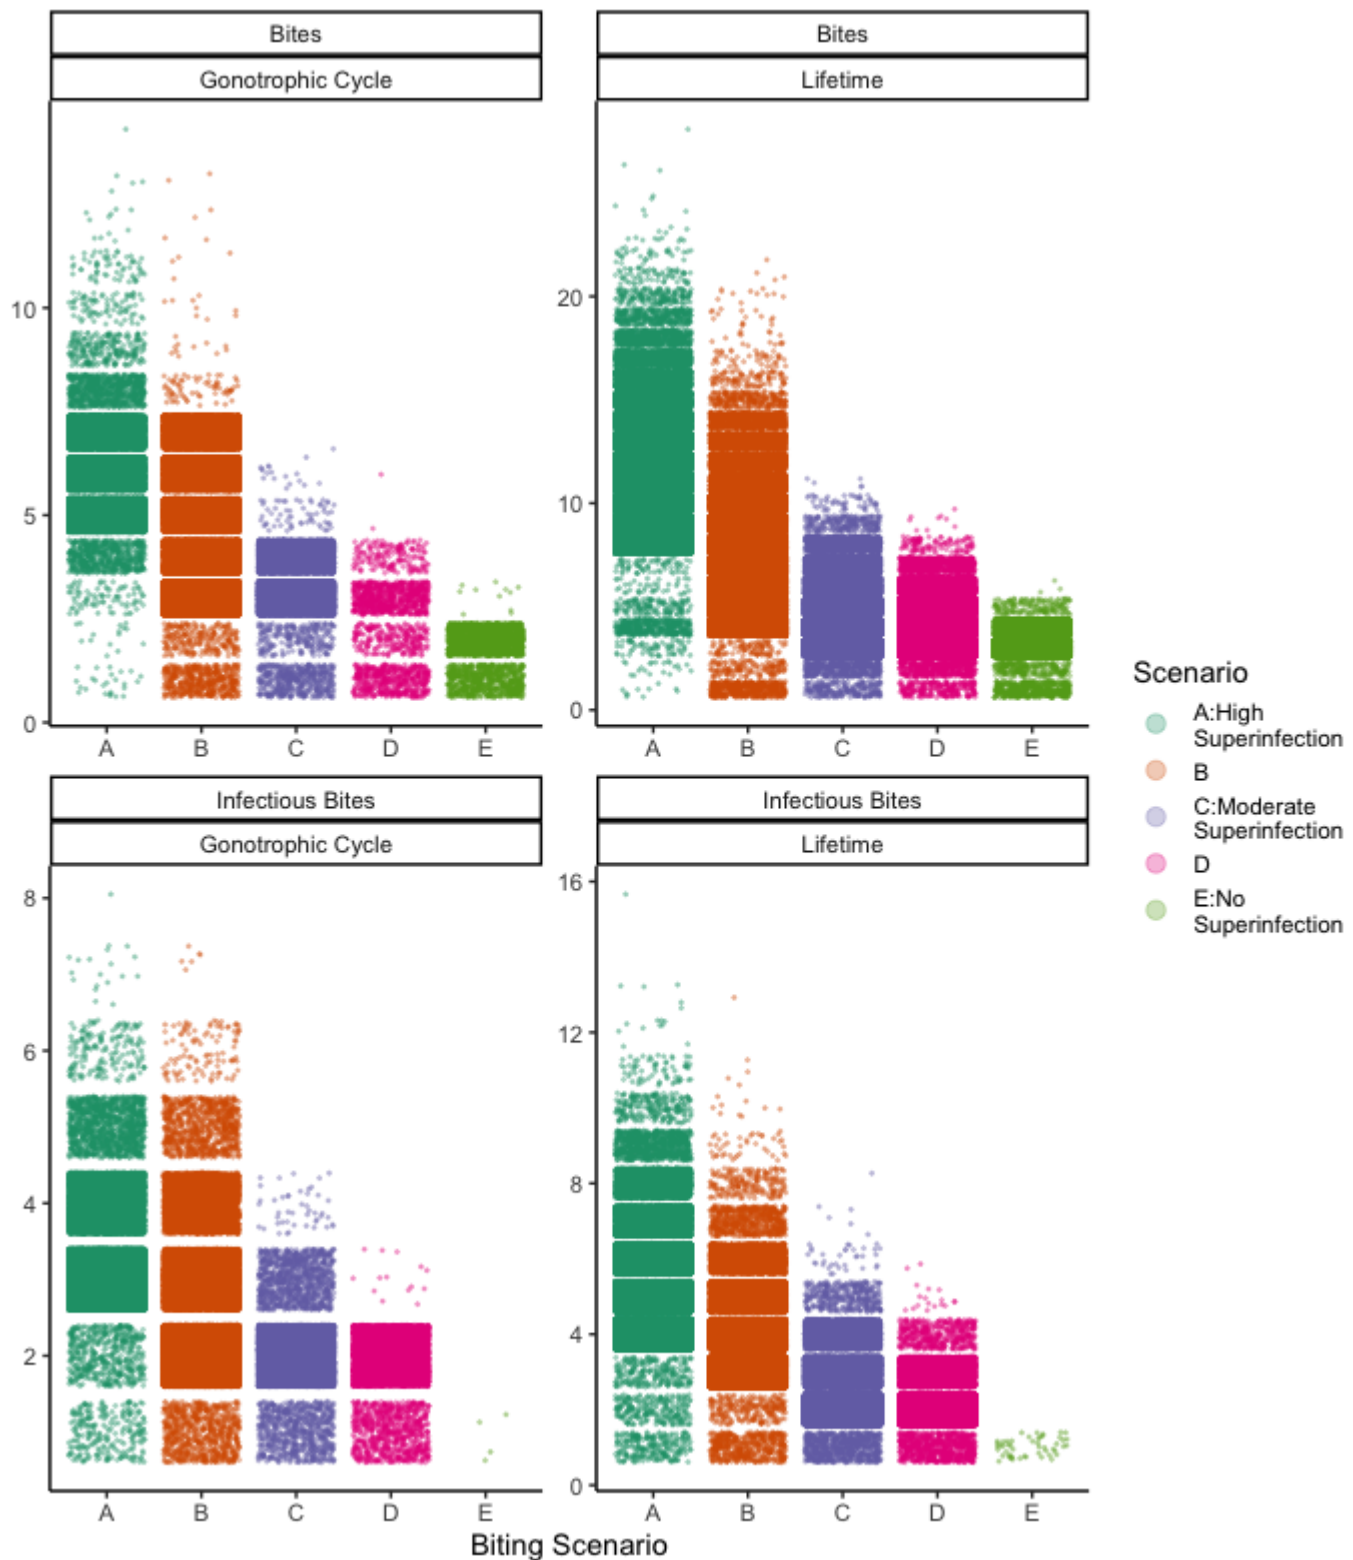 Bites
Gonotrophic Cycle
10
5
0
A B C D E
Bites
Lifetime
20
10
0
A B C D E
Infectious Bites
Gonotrophic Cycle
8
6
4
2
A B C D E
Infectious Bites
Lifetime
16
12
8
4
0
A B C D E
Biting Scenario
Scenario
A:High
Superinfection
B
C:Moderate
Superinfection
D
E:No
Superinfection